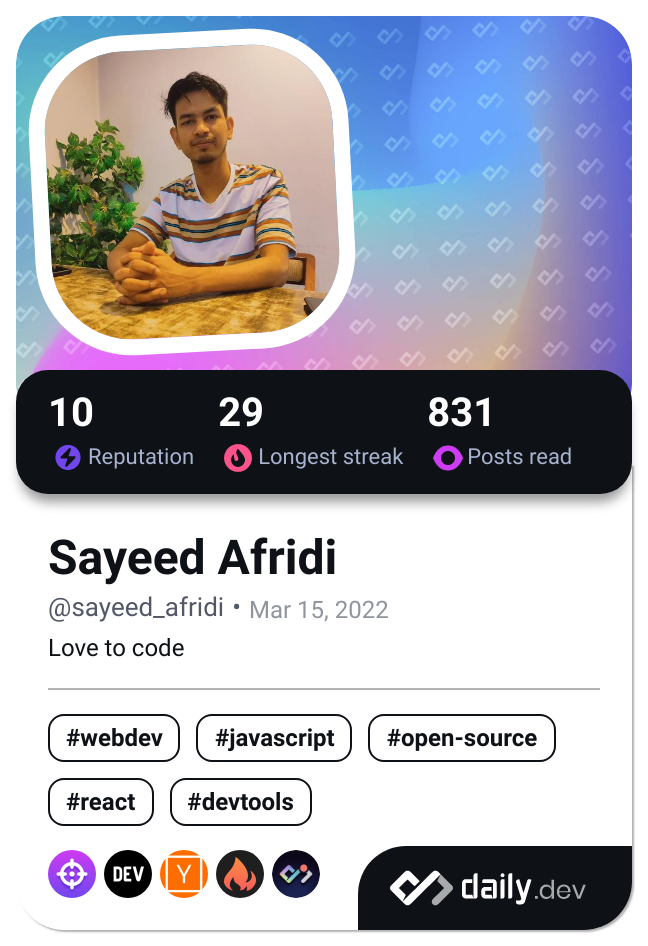 10 29 831
Reputation Longest streak Posts read
Sayeed Afridi
@sayeed_afridi • Mar 15, 2022
Love to code
#webdev #javascript #open-source
#react #devtools
DEV Y daily.dev